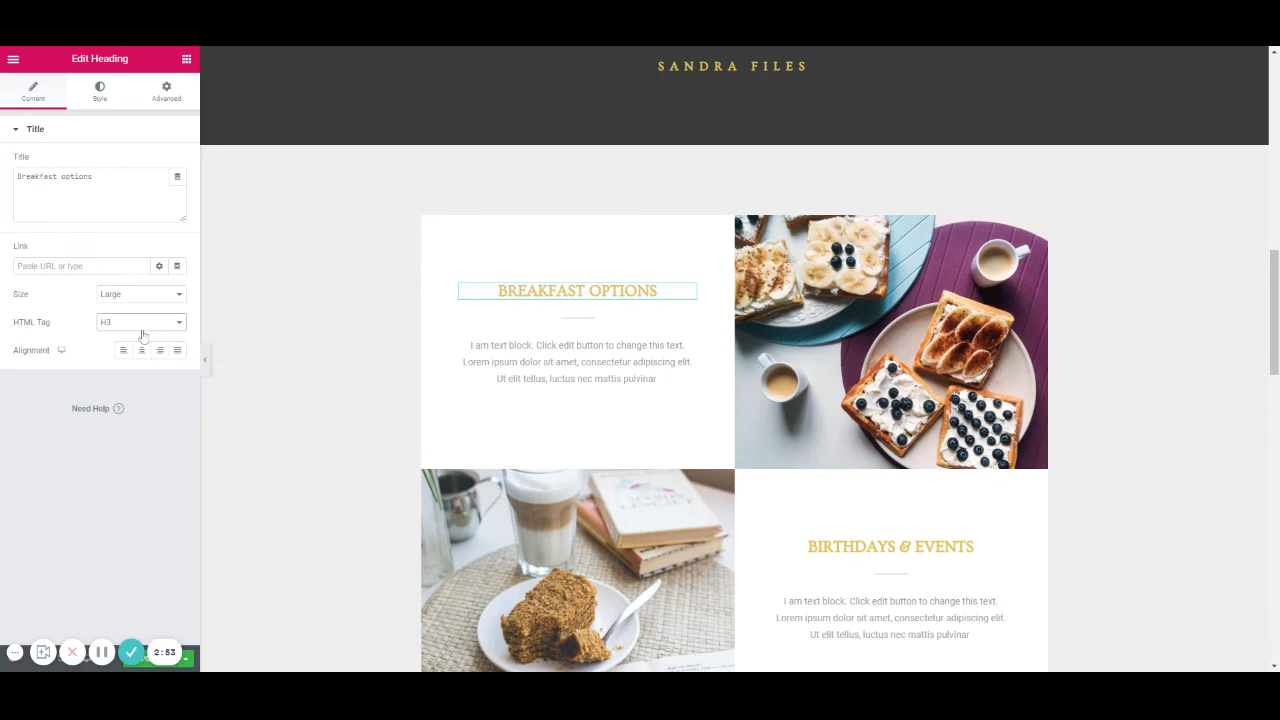 Edit Heading
Content
Style
Advanced
Title
Title
Breakfast options
Link
Paste URL or type
Size
Large
HTML Tag
H3
Alignment
Need Help ?
2:53
SANDRA FILES
BREAKFAST OPTIONS
I am text block. Click edit button to change this text.
Lorem ipsum dolor sit amet, consectetur adipiscing elit.
Ut elit tellus, luctus nec mattis pulvinar
BIRTHDAYS & EVENTS
I am text block. Click edit button to change this text.
Lorem ipsum dolor sit amet, consectetur adipiscing elit.
Ut elit tellus, luctus nec mattis pulvinar